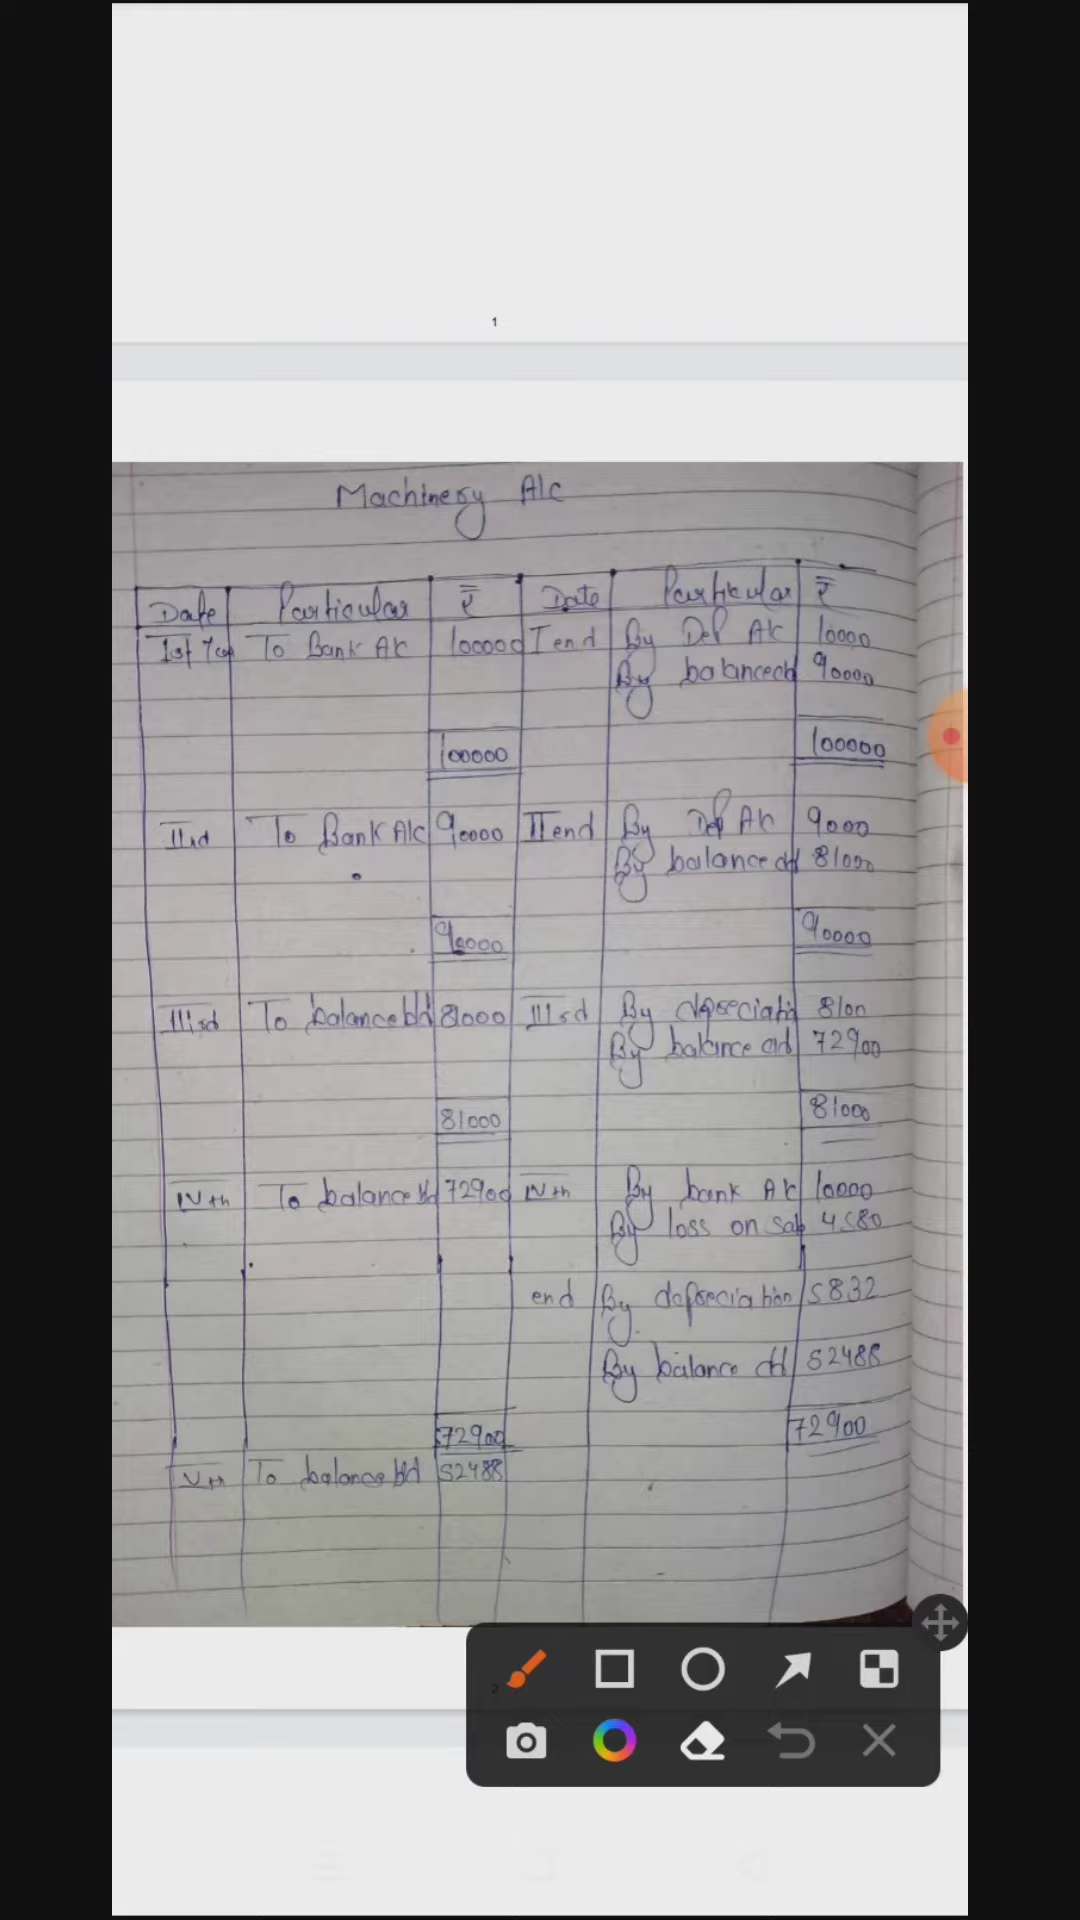 1
Machinery A/c
Date Particular ₹ Date Particular ₹
Ist Year To Bank A/c 100000 I end By Dep A/c 10000
By balance c/d 90000
100000 100000
IInd To Bank A/c 90000 II end By Dep A/c 9000
By balance c/d 81000
90000 90000
IIIrd To balance b/d 81000 IIIrd By depreciation 8100
By balance c/d 72900
81000 81000
IVth To balance b/d 72900 IVth By bank A/c 10000
By loss on sale 4580
end By depreciation 5832
By balance c/d 52488
72900 72900
Vth To balance b/d 52488
2